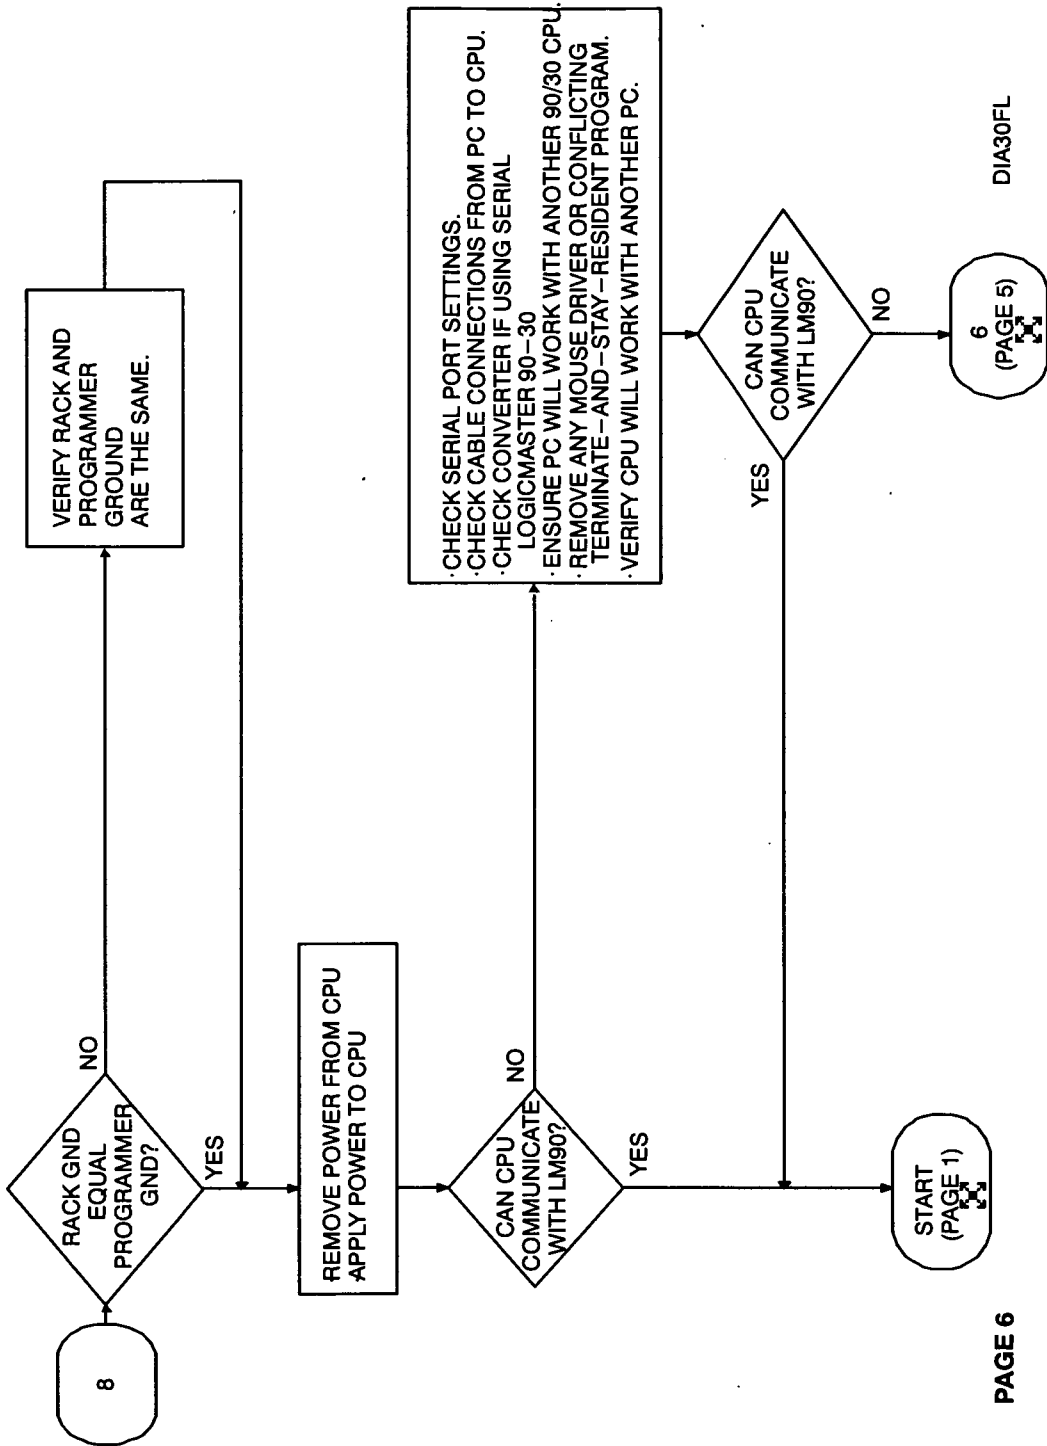 8
RACK GND
EQUAL
PROGRAMMER
GND?
NO
YES
VERIFY RACK AND
PROGRAMMER
GROUND
ARE THE SAME.
REMOVE POWER FROM CPU
APPLY POWER TO CPU
CAN CPU
COMMUNICATE
WITH LM90?
NO
YES
· CHECK SERIAL PORT SETTINGS.
· CHECK CABLE CONNECTIONS FROM PC TO CPU.
· CHECK CONVERTER IF USING SERIAL
LOGICMASTER 90–30
· ENSURE PC WILL WORK WITH ANOTHER 90/30 CPU.
· REMOVE ANY MOUSE DRIVER OR CONFLICTING
TERMINATE–AND–STAY–RESIDENT PROGRAM.
· VERIFY CPU WILL WORK WITH ANOTHER PC.
CAN CPU
COMMUNICATE
WITH LM90?
YES
NO
START
(PAGE 1)
6
(PAGE 5)
PAGE 6
DIA30FL